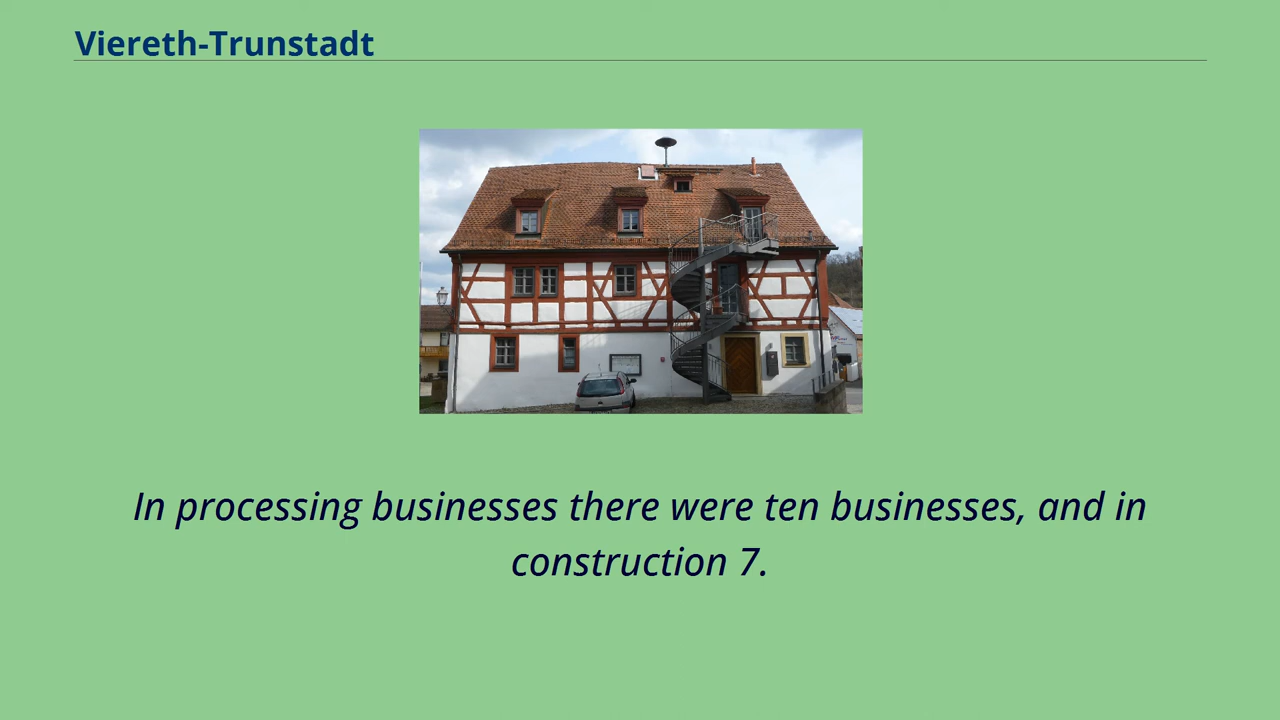 Viereth-Trunstadt
In processing businesses there were ten businesses, and in
construction 7.